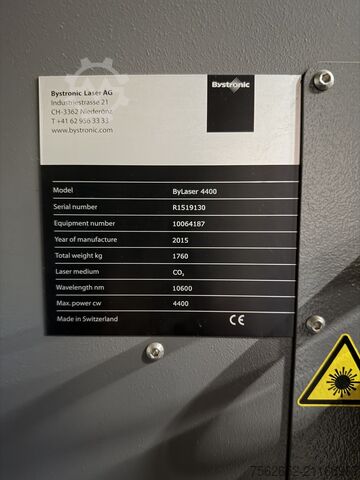 Bystronic Laser AG
Industriestrasse 21
CH-3362 Niederönz
T +41 62 956 33 33
www.bystronic.com
Bystronic
Model ByLaser 4400
Serial number R1519130
Equipment number 10064187
Year of manufacture 2015
Total weight kg 1760
Laser medium CO₂
Wavelength nm 10600
Max. power cw 4400
Made in Switzerland CE